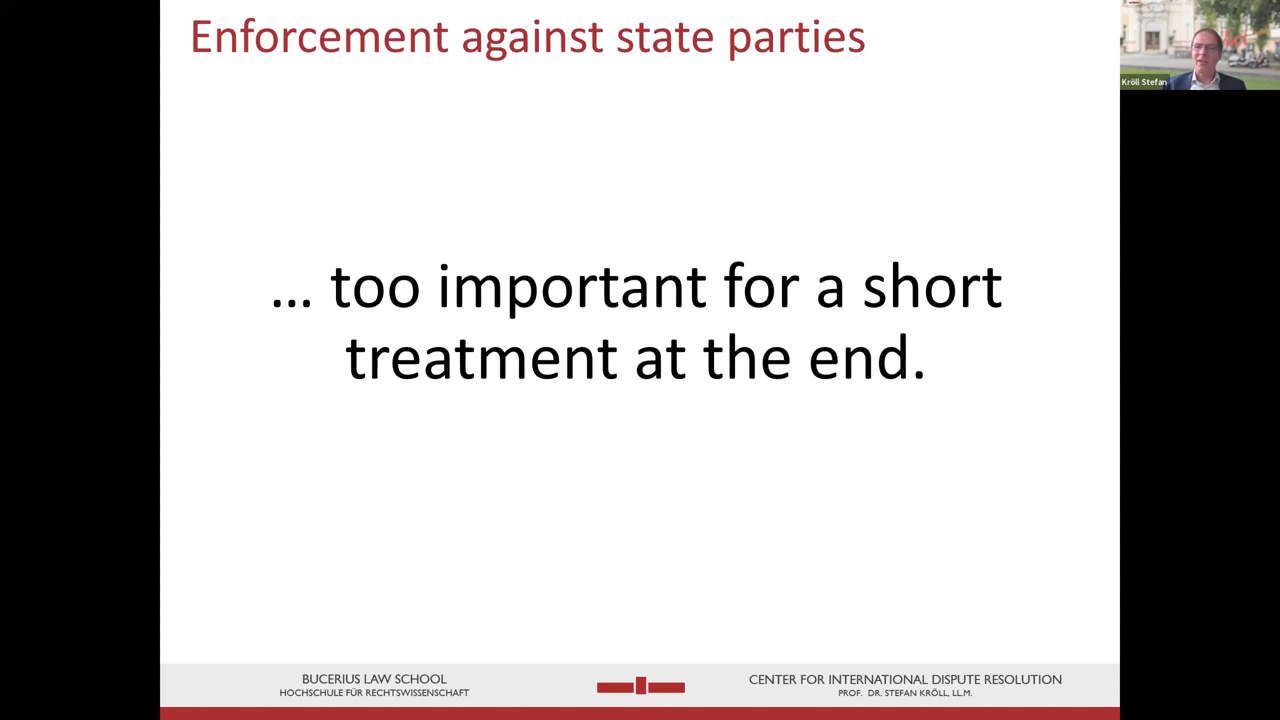 Enforcement against state parties
Kröll Stefan
... too important for a short
treatment at the end.
BUCERIUS LAW SCHOOL
HOCHSCHULE FÜR RECHTSWISSENSCHAFT
CENTER FOR INTERNATIONAL DISPUTE RESOLUTION
PROF. DR. STEFAN KRÖLL, LL.M.